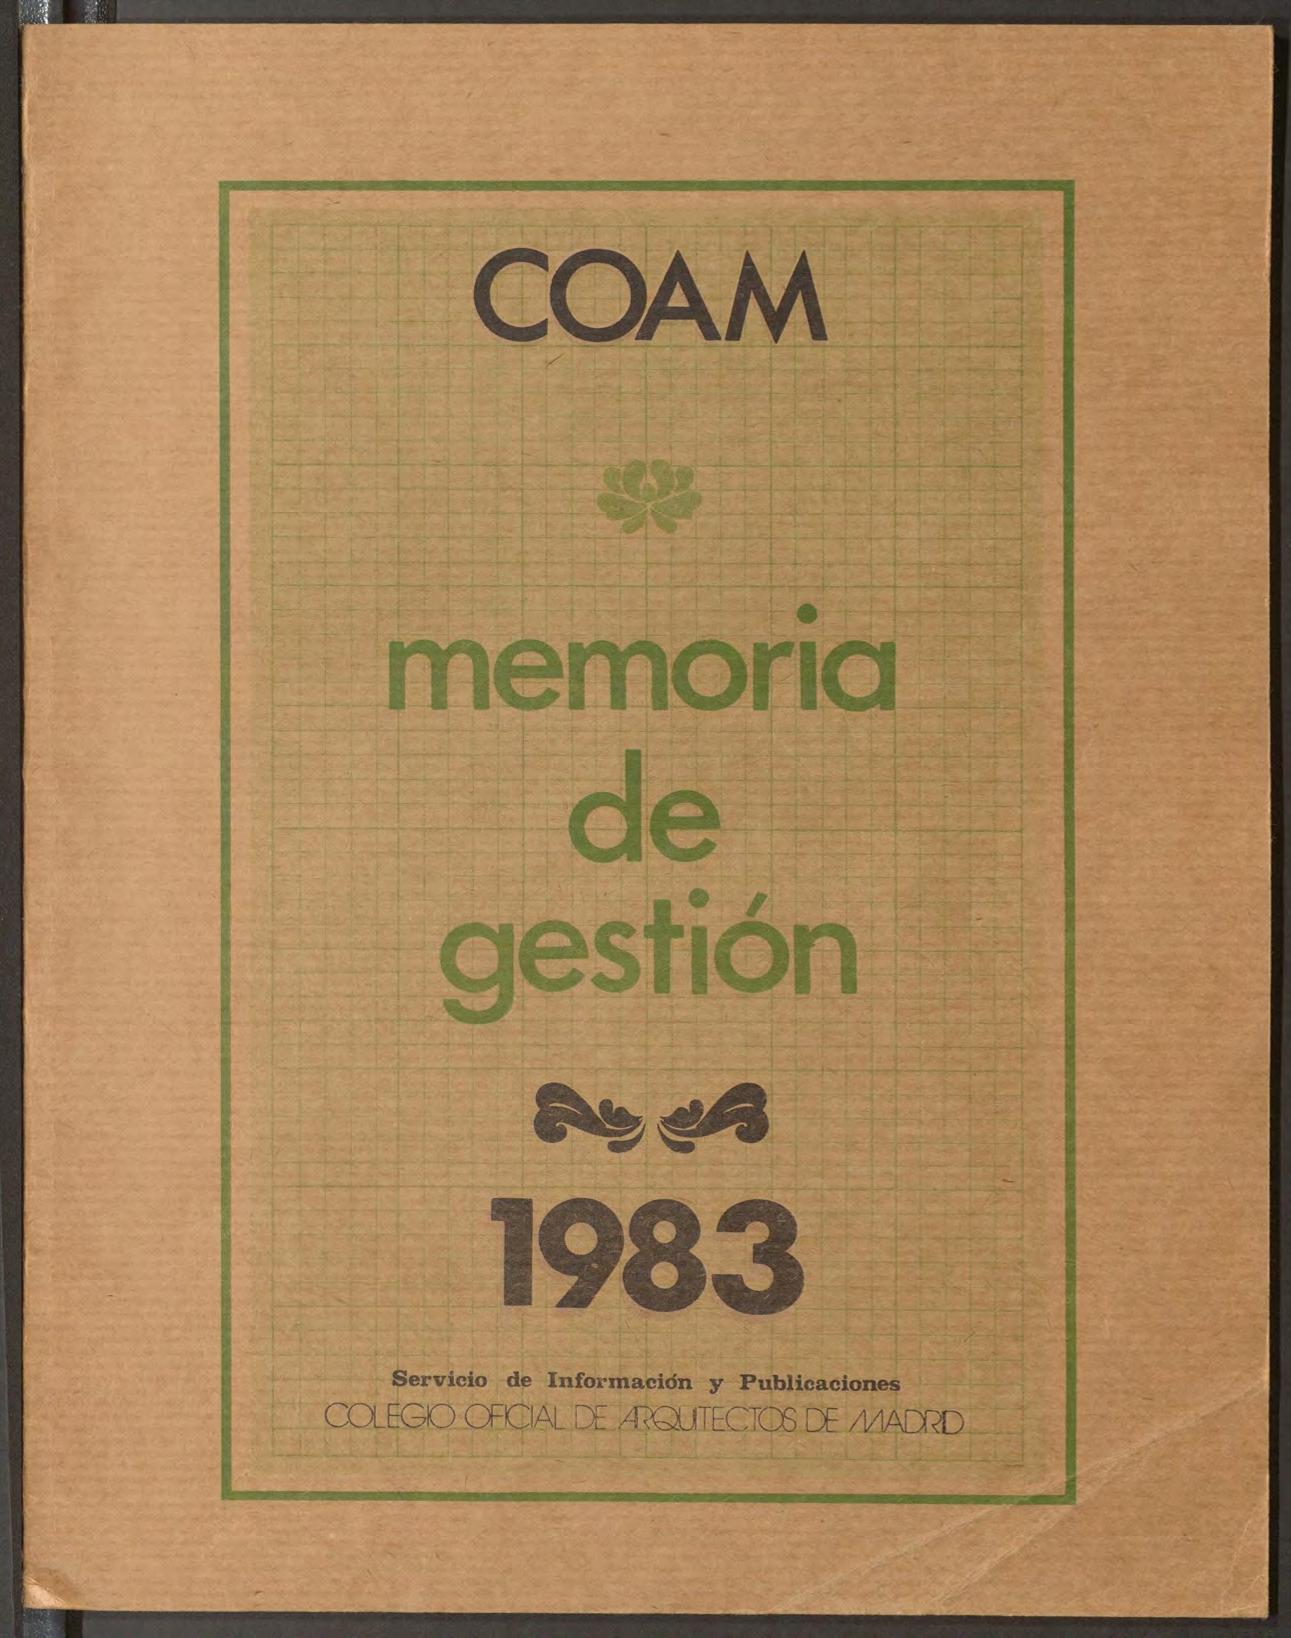 COAM
memoria
de
gestión
1983
Servicio de Información y Publicaciones
COLEGIO OFICIAL DE ARQUITECTOS DE MADRID